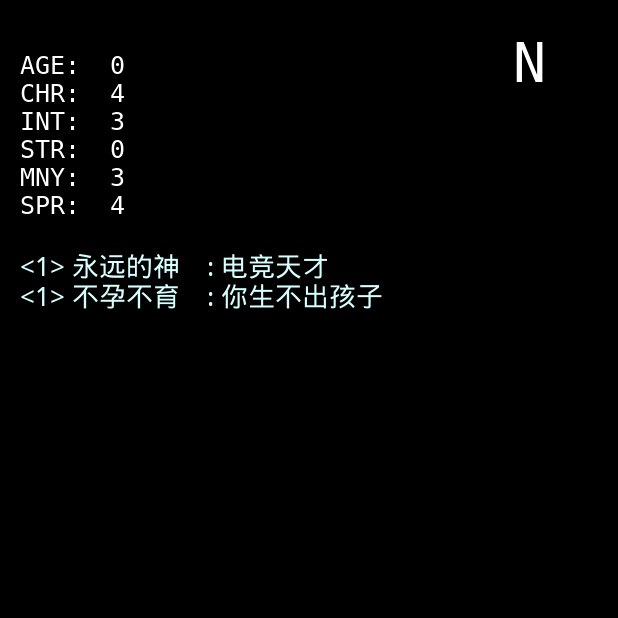 N
AGE: 0
CHR: 4
INT: 3
STR: 0
MNY: 3
SPR: 4
<1> 永远的神 : 电竞天才
<1> 不孕不育 : 你生不出孩子